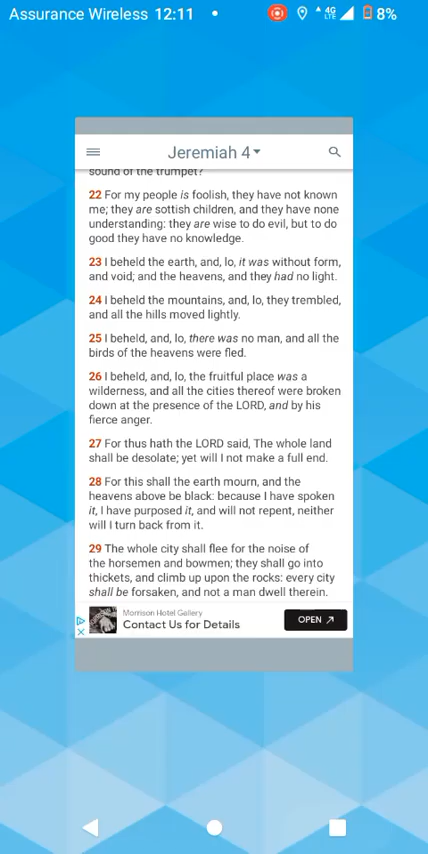 Assurance Wireless 12:11
4G
LTE
8%
Jeremiah 4
sound of the trumpet?
22 For my people is foolish, they have not known
me; they are sottish children, and they have none
understanding: they are wise to do evil, but to do
good they have no knowledge.
23 I beheld the earth, and, lo, it was without form,
and void; and the heavens, and they had no light.
24 I beheld the mountains, and, lo, they trembled,
and all the hills moved lightly.
25 I beheld, and, lo, there was no man, and all the
birds of the heavens were fled.
26 I beheld, and, lo, the fruitful place was a
wilderness, and all the cities thereof were broken
down at the presence of the LORD, and by his
fierce anger.
27 For thus hath the LORD said, The whole land
shall be desolate; yet will I not make a full end.
28 For this shall the earth mourn, and the
heavens above be black: because I have spoken
it, I have purposed it, and will not repent, neither
will I turn back from it.
29 The whole city shall flee for the noise of
the horsemen and bowmen; they shall go into
thickets, and climb up upon the rocks: every city
shall be forsaken, and not a man dwell therein.
Morrison Hotel Gallery
Contact Us for Details
OPEN